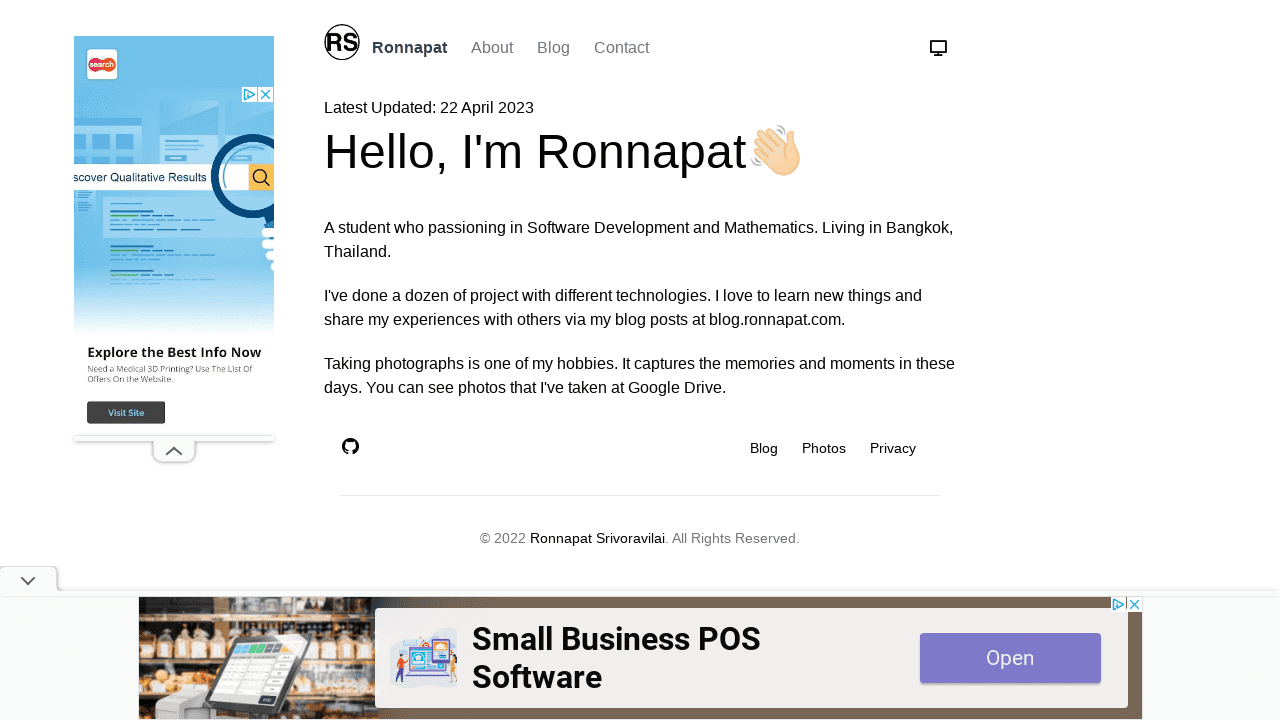 RS
Ronnapat About Blog Contact
Latest Updated: 22 April 2023
Hello, I'm Ronnapat
A student who passioning in Software Development and Mathematics. Living in Bangkok,
Thailand.
I've done a dozen of project with different technologies. I love to learn new things and
share my experiences with others via my blog posts at blog.ronnapat.com.
Taking photographs is one of my hobbies. It captures the memories and moments in these
days. You can see photos that I've taken at Google Drive.
Blog Photos Privacy
© 2022 Ronnapat Srivoravilai. All Rights Reserved.
search
scover Qualitative Results
Explore the Best Info Now
Need a Medical 3D Printing? Use The List Of
Offers On the Website.
Visit Site
Small Business POS
Software
Open